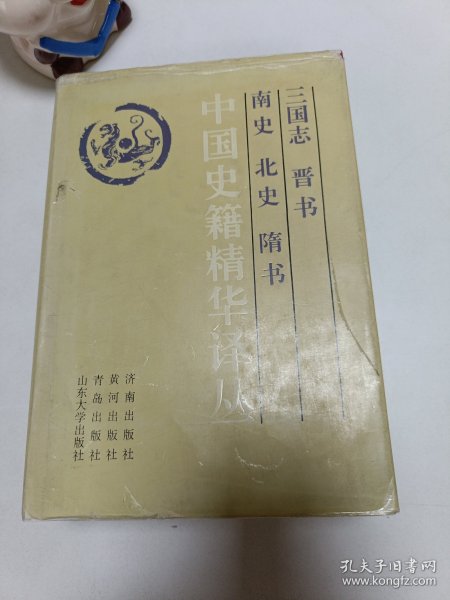 三国志 晋书
南史 北史 隋书
中国史籍精华译丛
济南出版社
黄河出版社
青岛出版社
山东大学出版社
孔夫子旧书网
www.kongfz.com